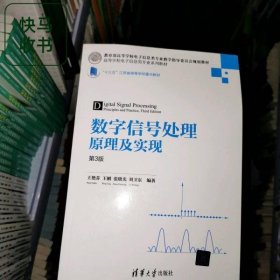 快马
收书
教育部高等学校电子信息类专业教学指导委员会规划教材
高等学校电子信息类专业系列教材
“十三五”江苏省高等学校重点教材
Digital Signal Processing
Principles and Practice, Third Edition
数字信号处理
原理及实现
第3版
王艳芬 王刚 张晓光 刘卫东 编著
清华大学出版社